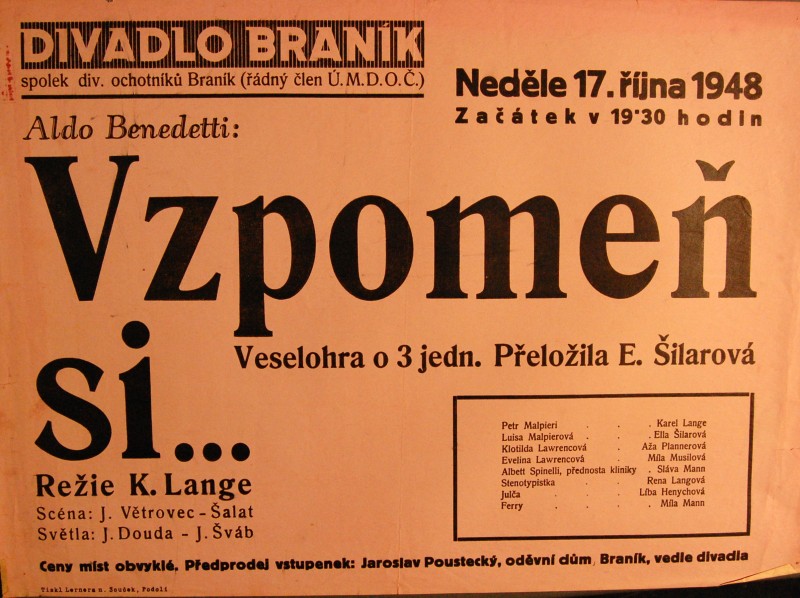 DIVADLO BRANÍK
spolek div. ochotníků Braník (řádný člen Ú.M.D.O.Č.)
Neděle 17. října 1948
Začátek v 19·30 hodin
Aldo Benedetti:
Vzpomeň
si...
Veselohra o 3 jedn. Přeložila E. Šilarová
Režie K. Lange
Scéna: J. Větrovec - Šalat
Světla: J. Douda - J. Šváb
Petr Malpieri . . . Karel Lange
Luisa Malpierová . . . Ella Šilarová
Klotilda Lawrencová . . Aža Plannerová
Evelina Lawrencová . . Míla Musilová
Albett Spinelli, přednosta kliniky . Sláva Mann
Stenotypistka . . . Rena Langová
Julča . . . Líba Henychová
Ferry . . . Míla Mann
Ceny míst obvyklé. Předprodej vstupenek: Jaroslav Poustecký, oděvní dům, Braník, vedle divadla
Tiskl Lernera n. Souček, Podolí